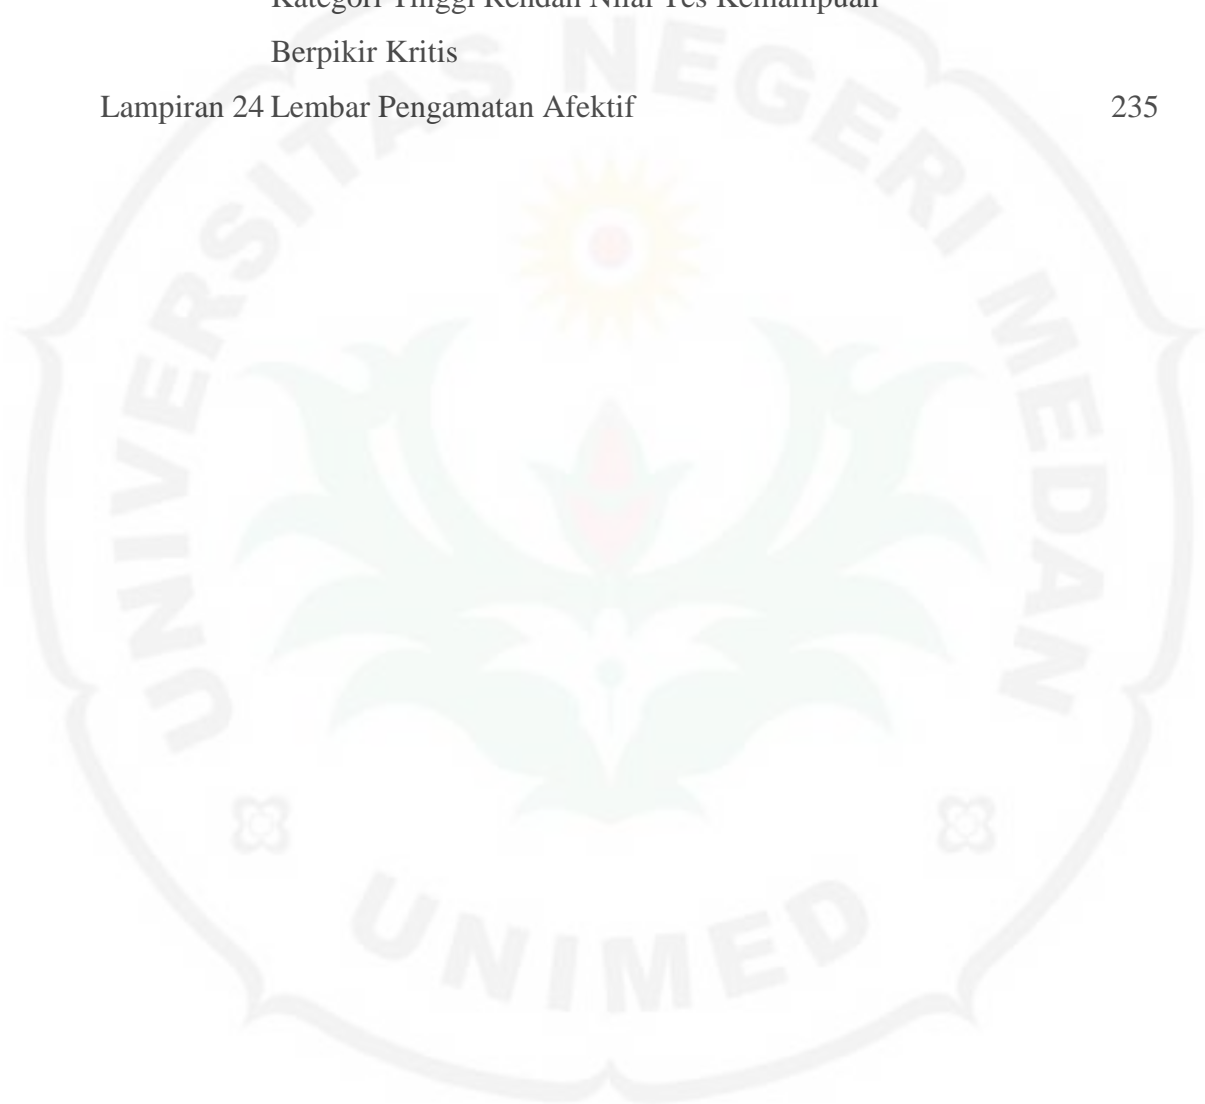 Kategori Tinggi Rendah Nilai Tes Kemampuan
Berpikir Kritis
Lampiran 24 Lembar Pengamatan Afektif 235
UNIVERSITAS NEGERI MEDAN
UNIMED